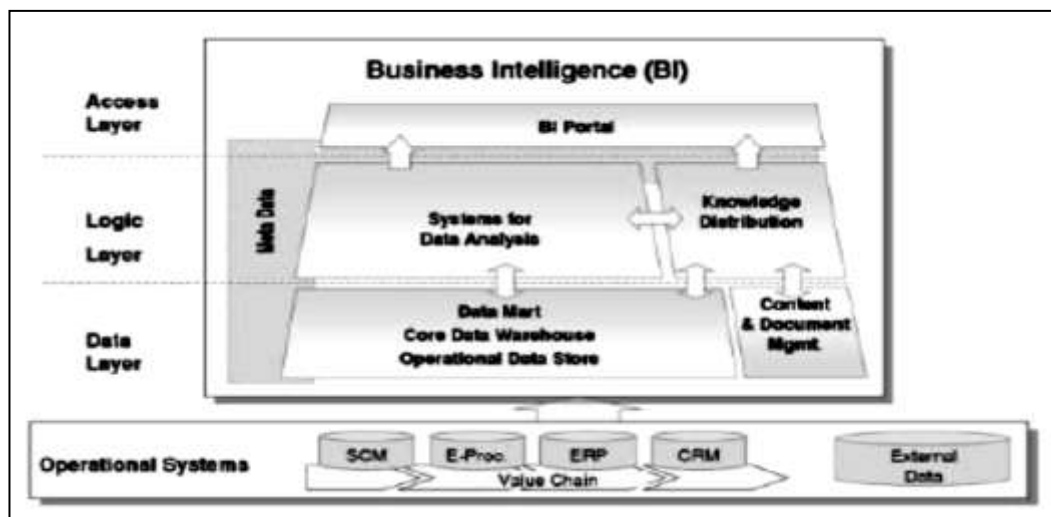 Business Intelligence (BI)
Access
Layer
BI Portal
Meta Data
Logic
Layer
Systems for
Data Analysis
Knowledge
Distribution
Data
Layer
Data Mart
Core Data Warehouse
Operational Data Store
Content
& Document
Mgmt.
Operational Systems
SCM
E-Proc.
ERP
CRM
Value Chain
External
Data